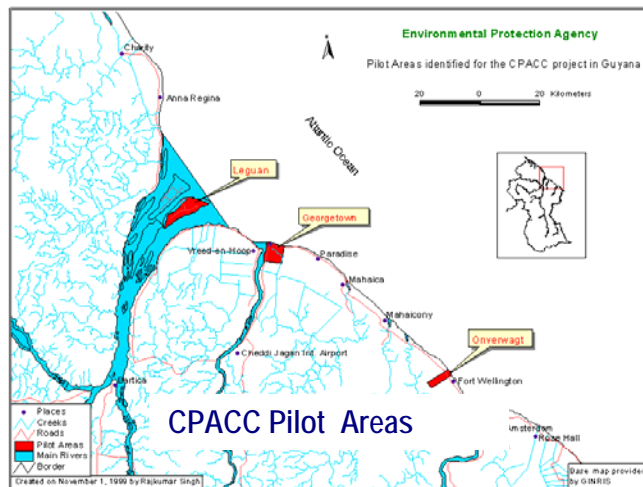 Environmental Protection Agency
Pilot Areas identified for the CPACC project in Guyana
20 0 20 Kilometers
Charity
Anna Regina
Atlantic Ocean
Leguan
Georgetown
Vreed-en-Hoop
Paradise
Mahaica
Mahaicony
Onverwagt
Cheddi Jagan Int. Airport
Fort Wellington
Bartica
CPACC Pilot Areas
Amsterdam
Rose Hall
Places
Creeks
Roads
Pilot Areas
Main Rivers
Border
Created on November 1, 1999 by Rajkumar Singh
Base map provided
by GINRIS